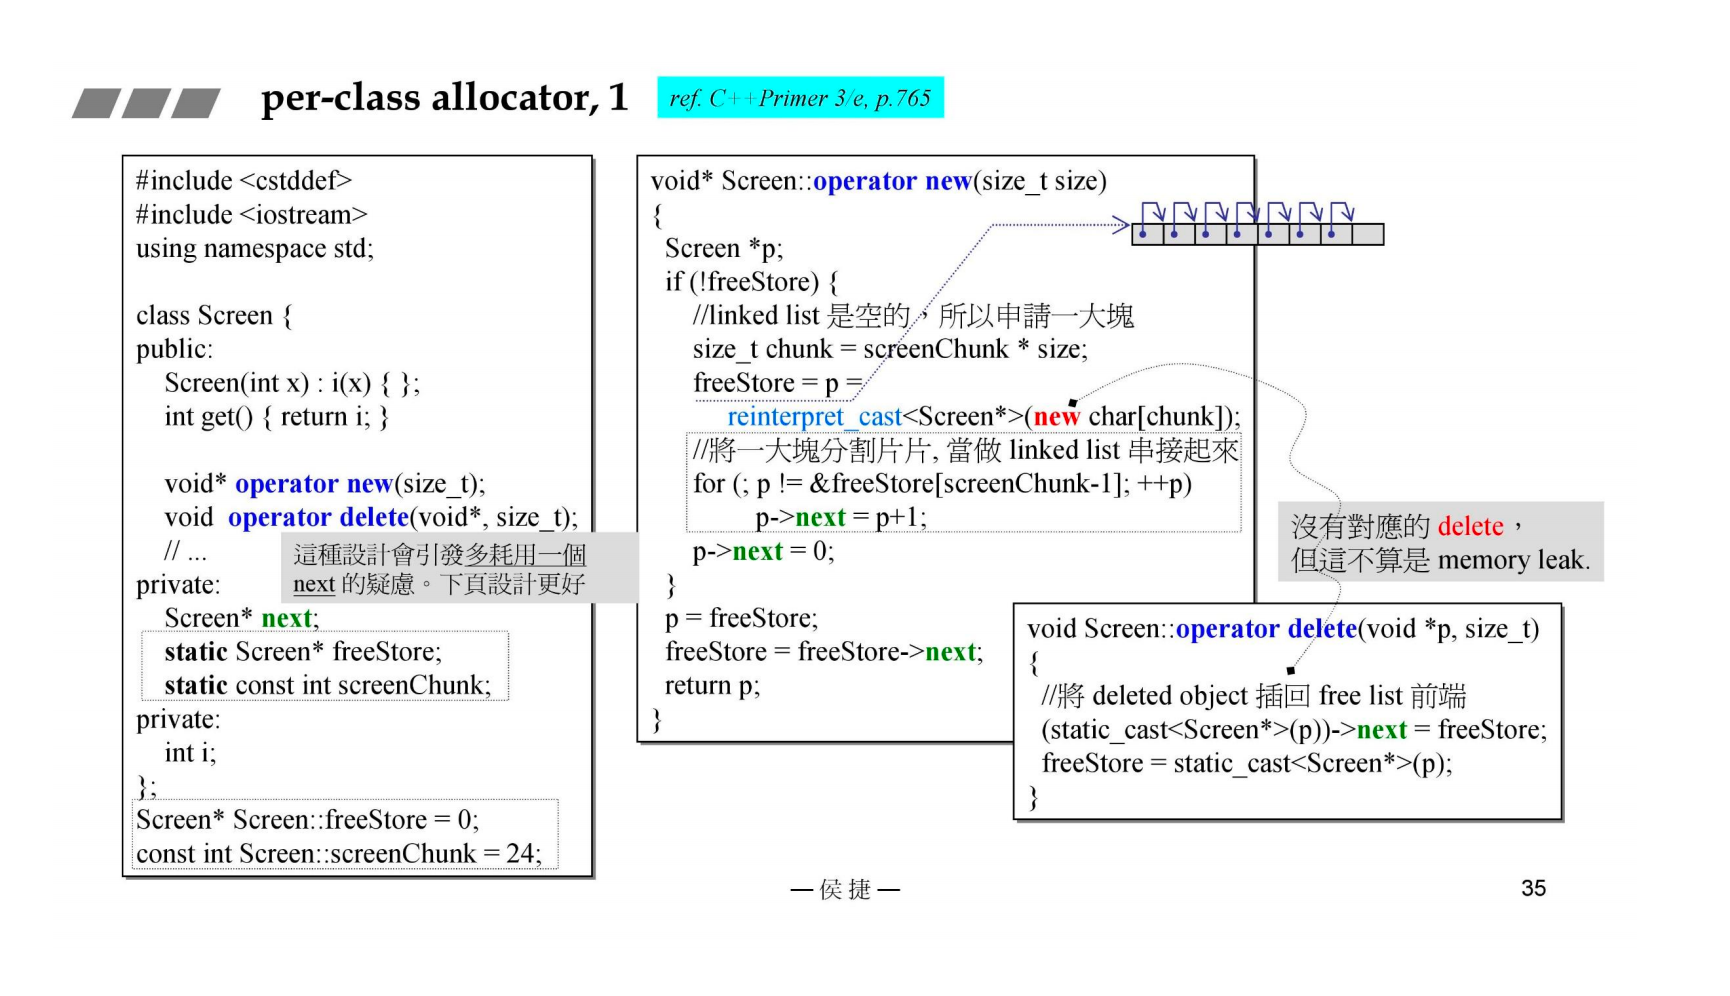 per-class allocator, 1
ref. C++Primer 3/e, p.765
#include <cstddef>
#include <iostream>
using namespace std;
class Screen {
public:
Screen(int x) : i(x) { };
int get() { return i; }
void* operator new(size_t);
void operator delete(void*, size_t);
// ...
這種設計會引發多耗用一個
next 的疑慮。下頁設計更好
private:
Screen* next;
static Screen* freeStore;
static const int screenChunk;
private:
int i;
};
Screen* Screen::freeStore = 0;
const int Screen::screenChunk = 24;
void* Screen::operator new(size_t size)
{
Screen *p;
if (!freeStore) {
//linked list 是空的，所以申請一大塊
size_t chunk = screenChunk * size;
freeStore = p =
reinterpret_cast<Screen*>(new char[chunk]);
//將一大塊分割片片, 當做 linked list 串接起來
for (; p != &freeStore[screenChunk-1]; ++p)
p->next = p+1;
p->next = 0;
}
p = freeStore;
freeStore = freeStore->next;
return p;
}
沒有對應的 delete，
但這不算是 memory leak.
void Screen::operator delete(void *p, size_t)
{
//將 deleted object 插回 free list 前端
(static_cast<Screen*>(p))->next = freeStore;
freeStore = static_cast<Screen*>(p);
}
— 侯 捷 —
35